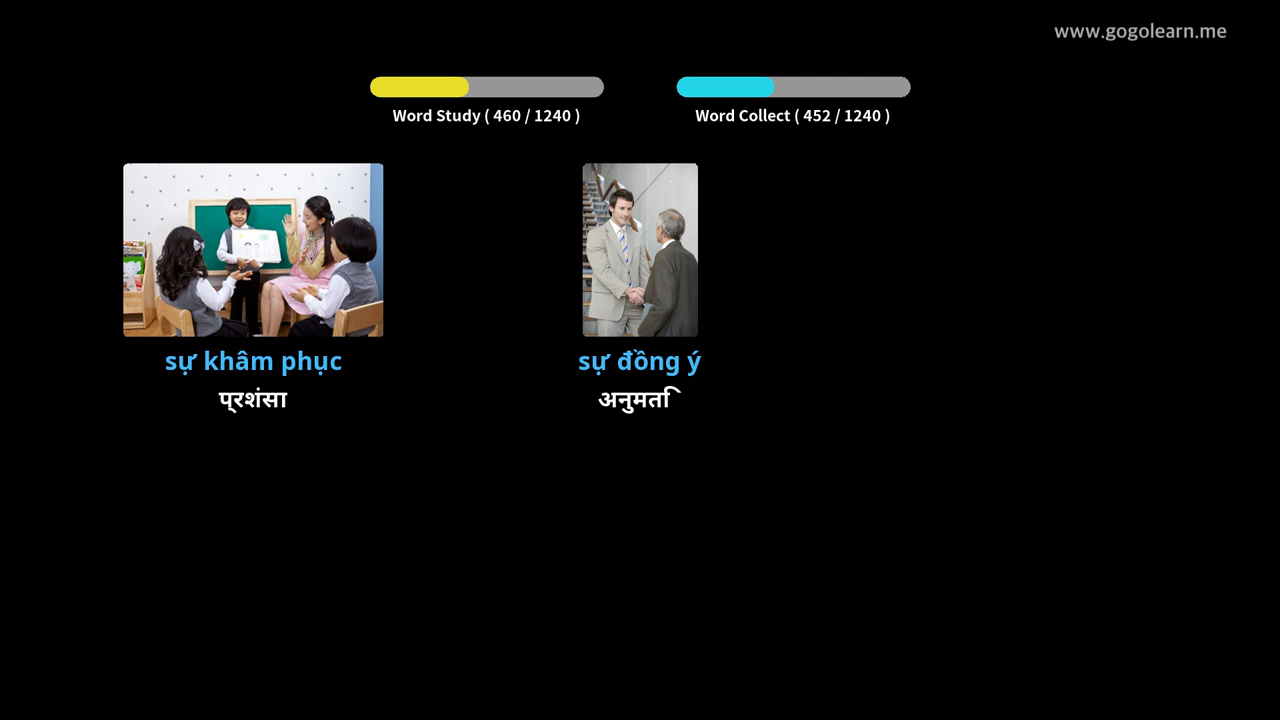 www.gogolearn.me
Word Study ( 460 / 1240 )
Word Collect ( 452 / 1240 )
sự khâm phục
sự đồng ý
प्रशंसा
अनुमति